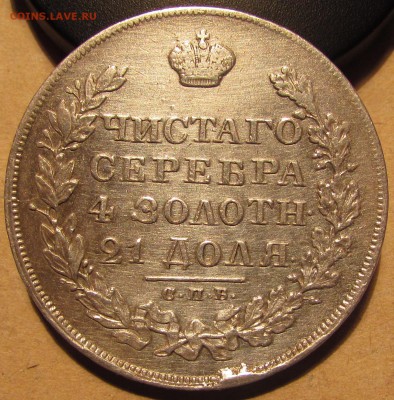 COINS.LAVE.RU
ЧИСТАГО
СЕРЕБРА
4 ЗОЛОТН·
21 ДОЛЯ.
С·П·Б·